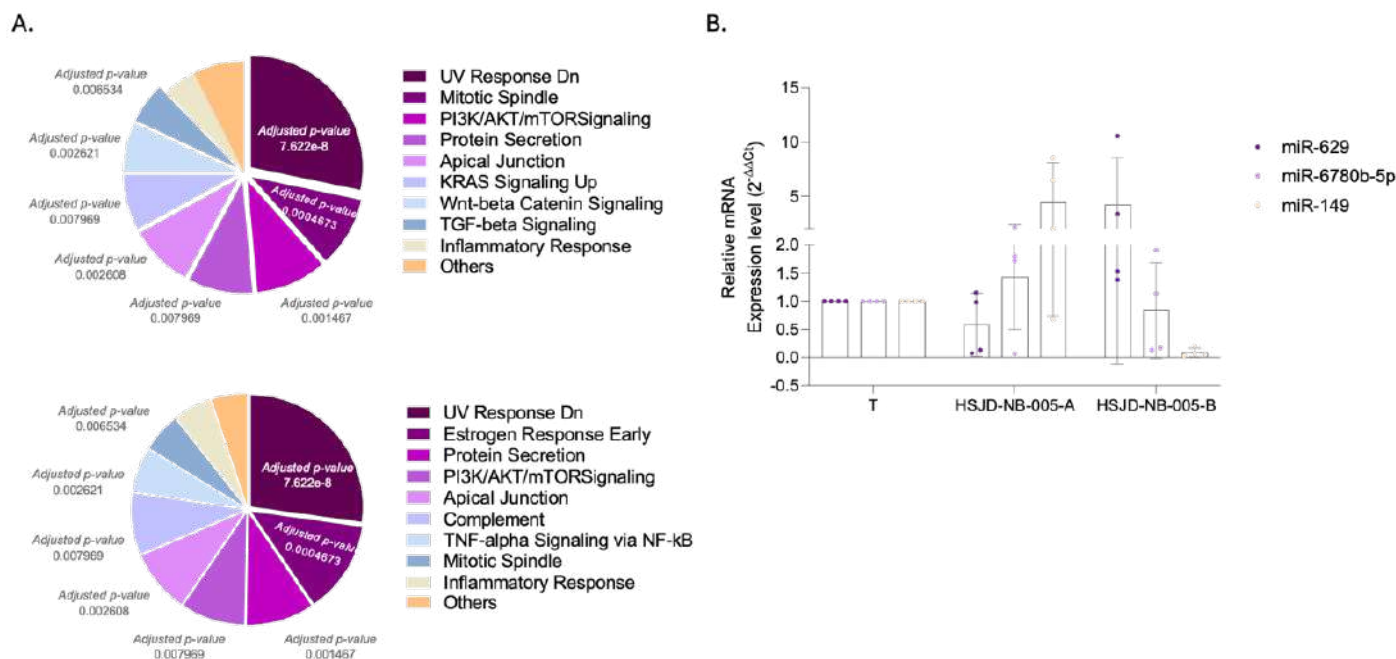 A.
Adjusted p-value
0.006534
Adjusted p-value
0.002621
Adjusted p-value
0.007969
Adjusted p-value
0.002608
Adjusted p-value
0.007969
Adjusted p-value
0.001467
Adjusted p-value
0.0004673
Adjusted p-value
7.622e-8
UV Response Dn
Mitotic Spindle
PI3K/AKT/mTORSignaling
Protein Secretion
Apical Junction
KRAS Signaling Up
Wnt-beta Catenin Signaling
TGF-beta Signaling
Inflammatory Response
Others
Adjusted p-value
0.006534
Adjusted p-value
0.002621
Adjusted p-value
0.007969
Adjusted p-value
0.002608
Adjusted p-value
0.007969
Adjusted p-value
0.001467
Adjusted p-value
0.0004673
Adjusted p-value
7.622e-8
UV Response Dn
Estrogen Response Early
Protein Secretion
PI3K/AKT/mTORSignaling
Apical Junction
Complement
TNF-alpha Signaling via NF-kB
Mitotic Spindle
Inflammatory Response
Others
B.
Relative mRNA
Expression level (2^-ΔΔCt)
15
10
5
2.0
1.5
1.0
0.5
0.0
-0.5
T
HSJD-NB-005-A
HSJD-NB-005-B
miR-629
miR-6780b-5p
miR-149